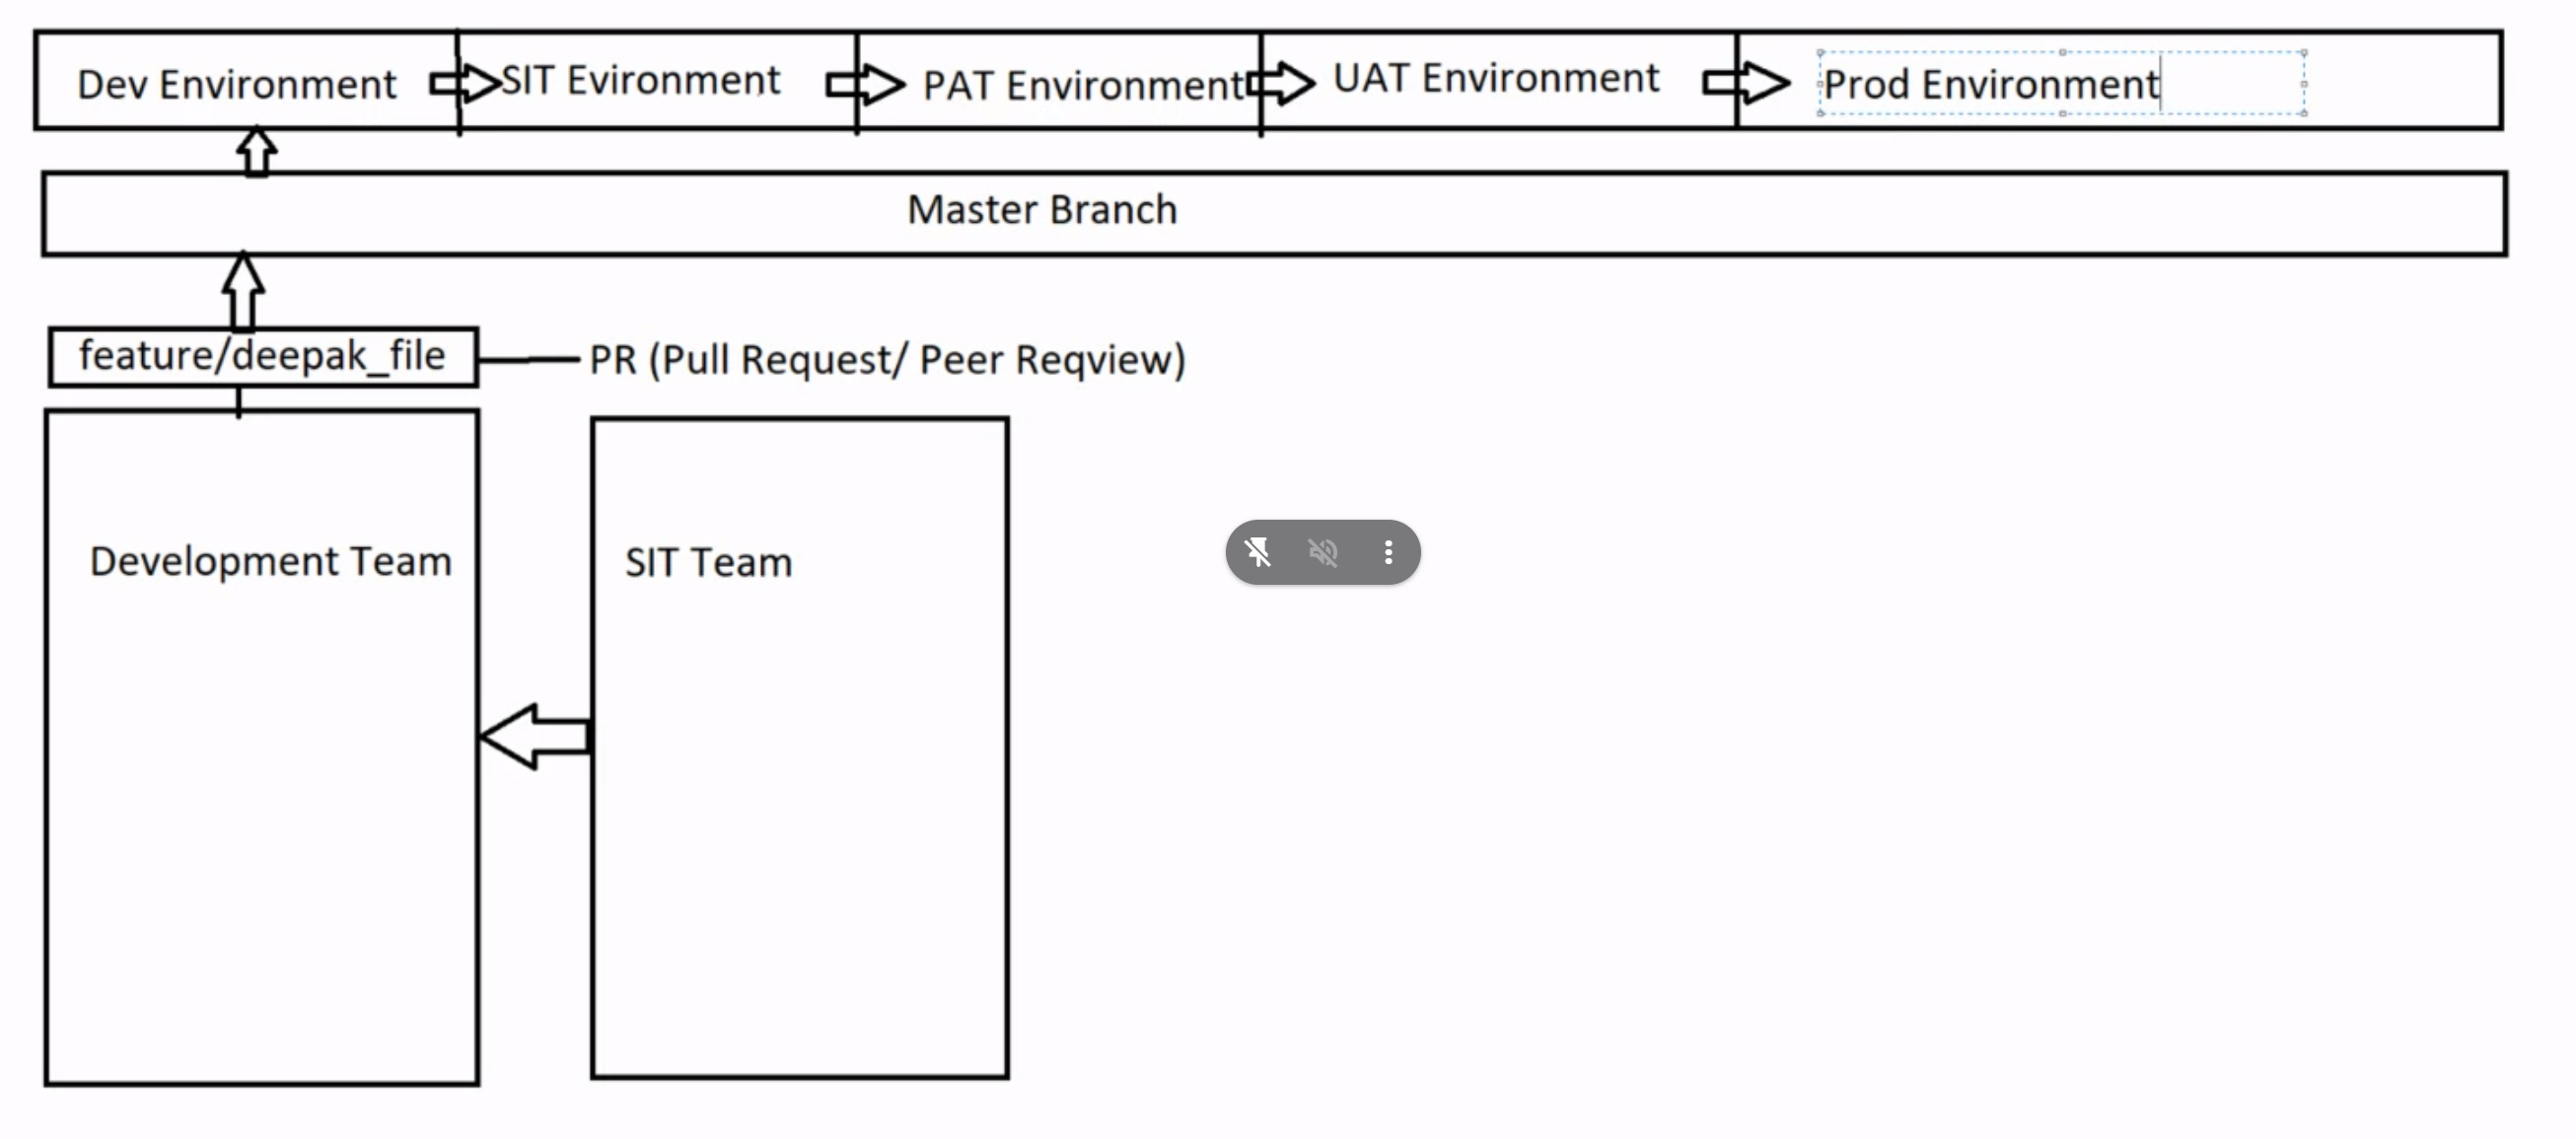 Dev Environment SIT Evironment PAT Environment UAT Environment Prod Environment
Master Branch
feature/deepak_file PR (Pull Request/ Peer Reqview)
Development Team SIT Team